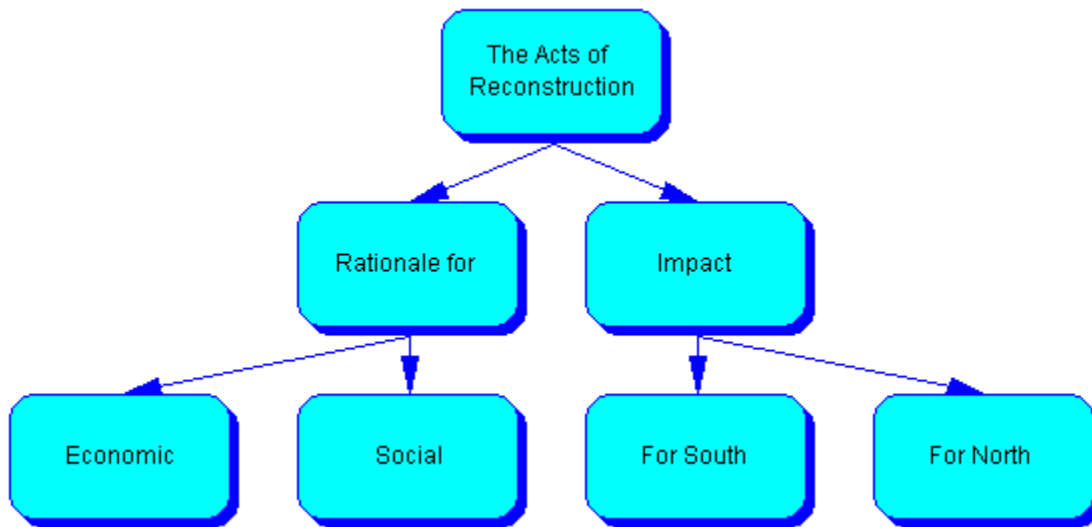 The Acts of
Reconstruction
Rationale for
Impact
Economic
Social
For South
For North